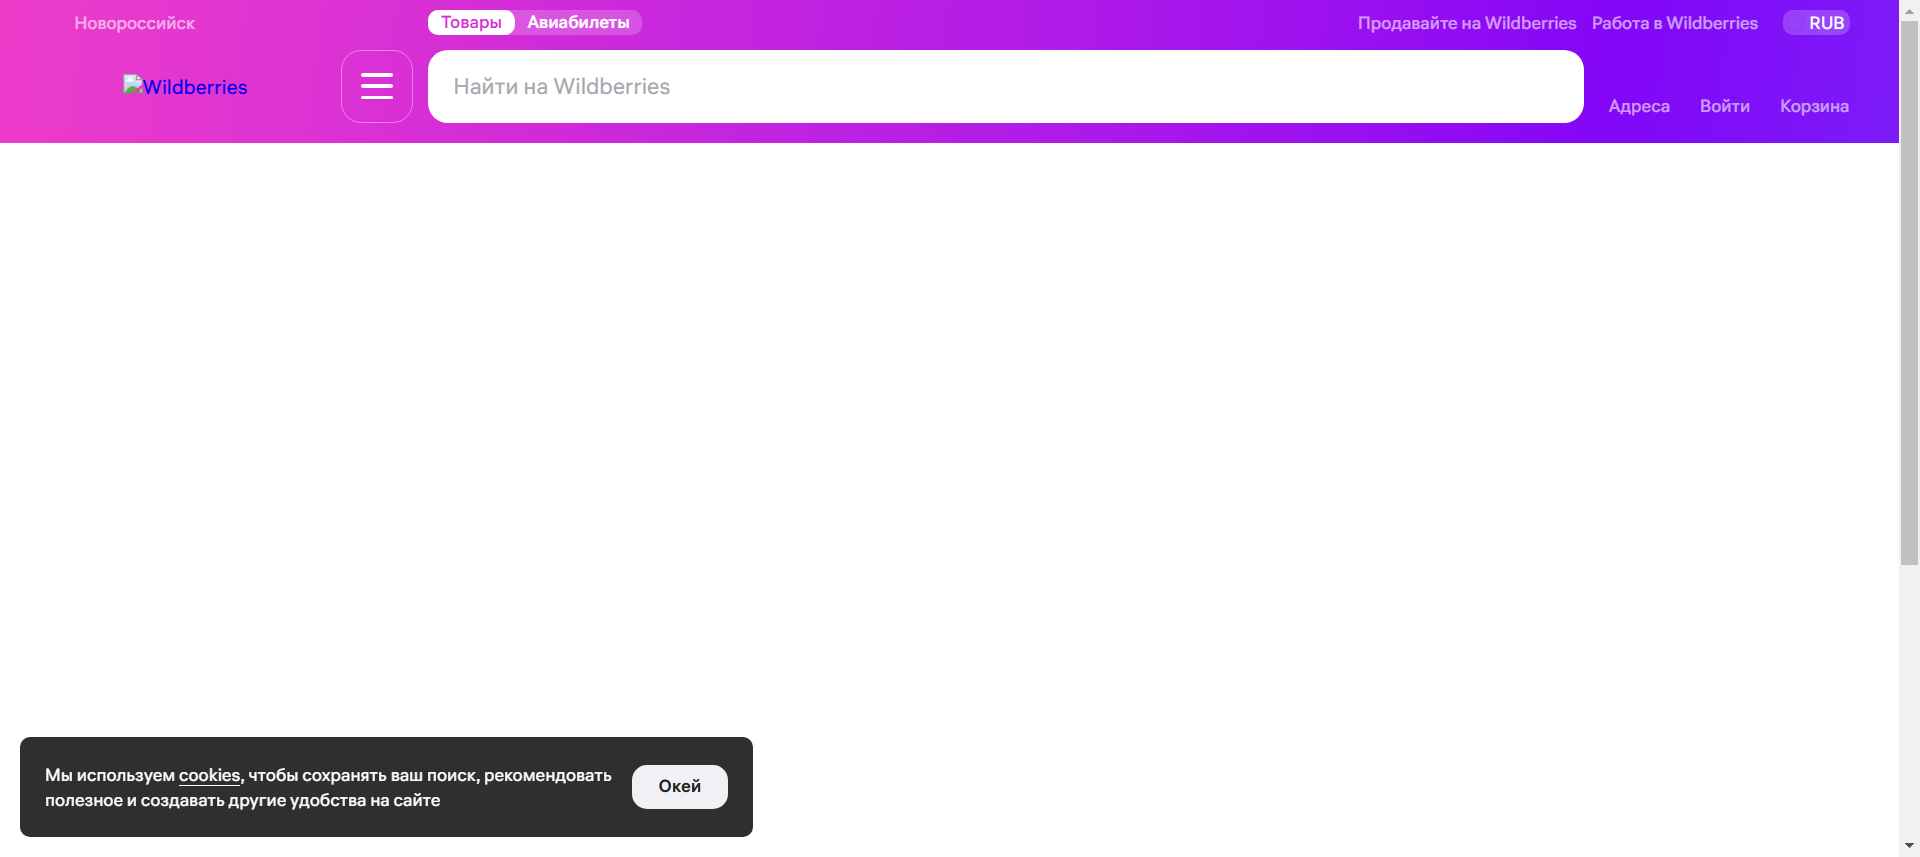 Новороссийск
Товары Авиабилеты
Продавайте на Wildberries Работа в Wildberries RUB
Wildberries
Найти на Wildberries
Адреса Войти Корзина
Мы используем cookies, чтобы сохранять ваш поиск, рекомендовать
полезное и создавать другие удобства на сайте
Окей